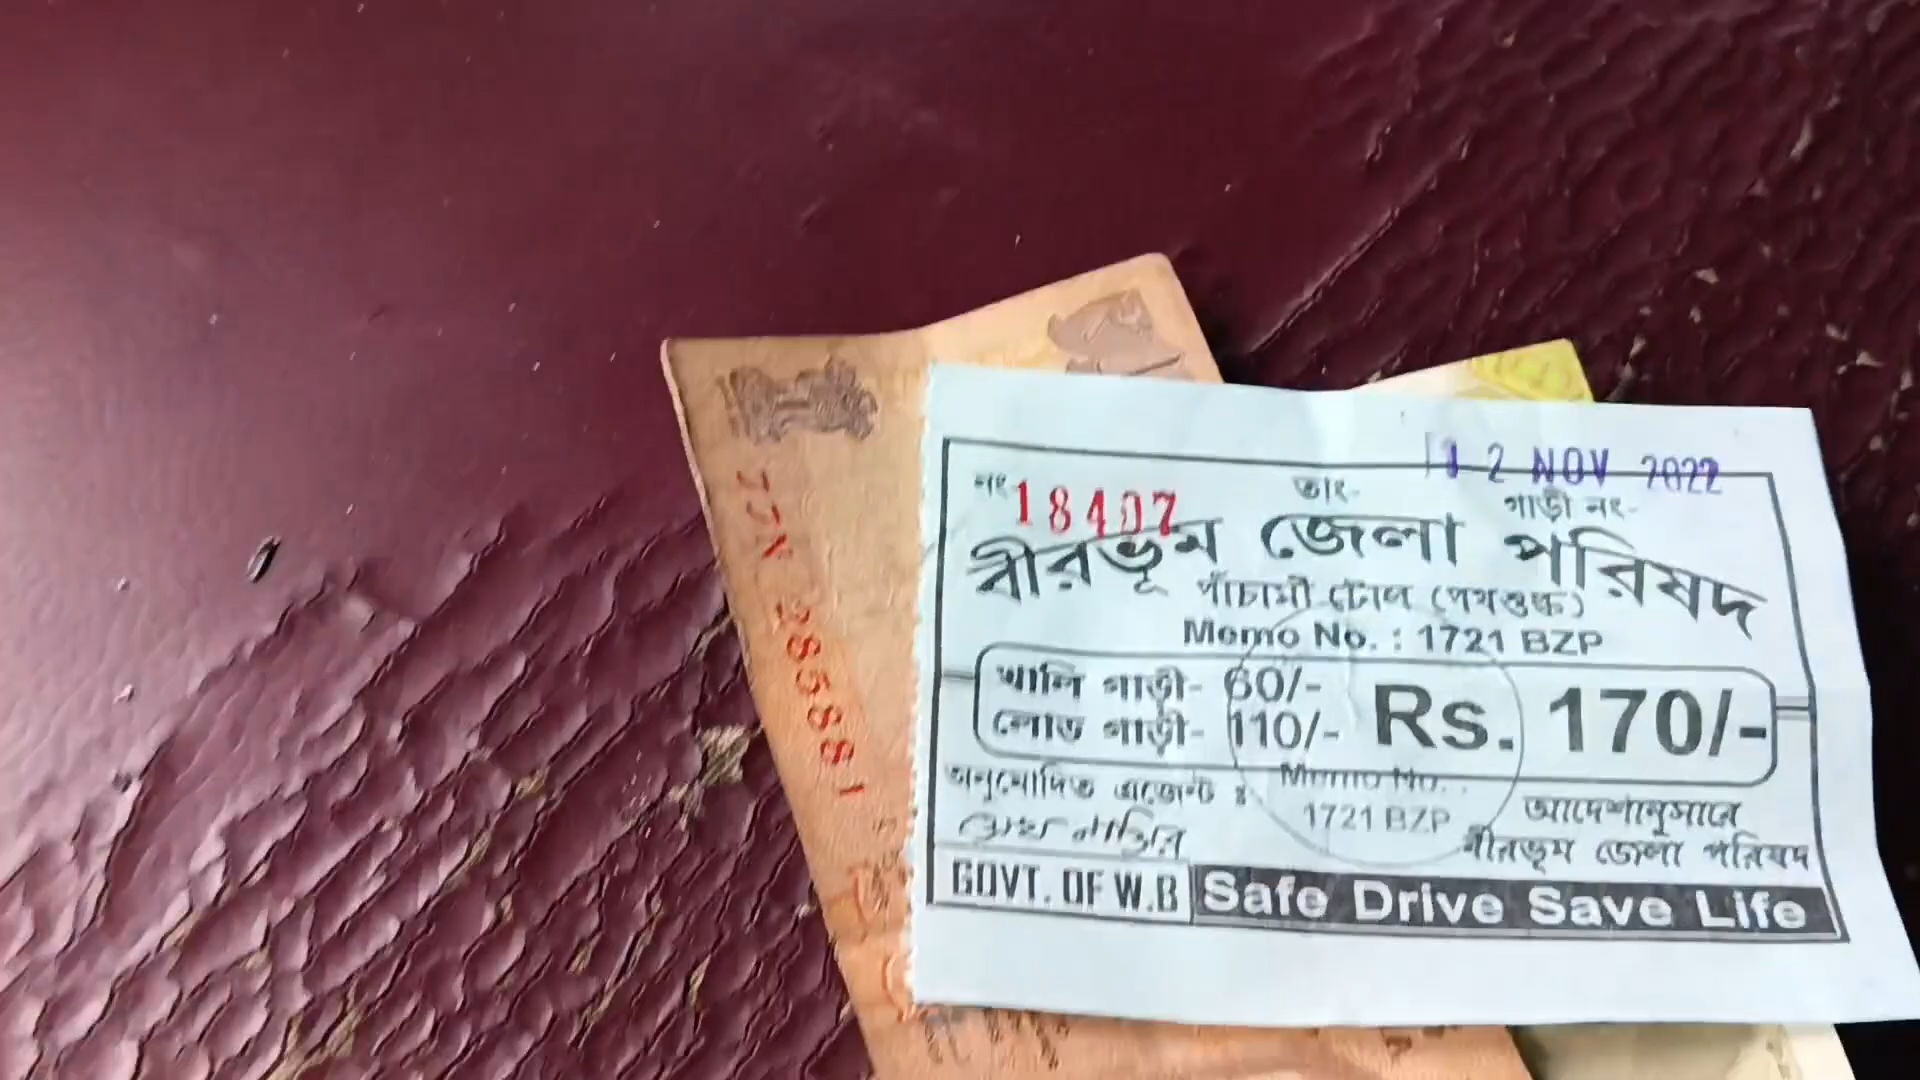 12 NOV 2022
নং 18407 তাং- গাড়ী নং-
বীরভূম জেলা পরিষদ
পাঁচামী টোল (পথশুল্ক)
Memo No. : 1721 BZP
খালি গাড়ী- 60/-
লোড গাড়ী- 110/-
Rs. 170/-
অনুমোদিত এজেন্ট :
Memo No. :
1721 BZP
আদেশানুসারে
বীরভূম জেলা পরিষদ
GOVT. OF W.B
Safe Drive Save Life
285881